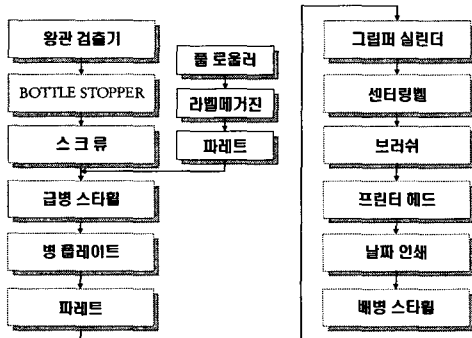 왕관 검출기
BOTTLE STOPPER
스크류
급병 스타휠
병 플레이트
파레트
풀 로울러
라벨메거진
파레트
그립퍼 실린더
센터링벨
브러쉬
프린터 헤드
날짜 인쇄
배병 스타휠